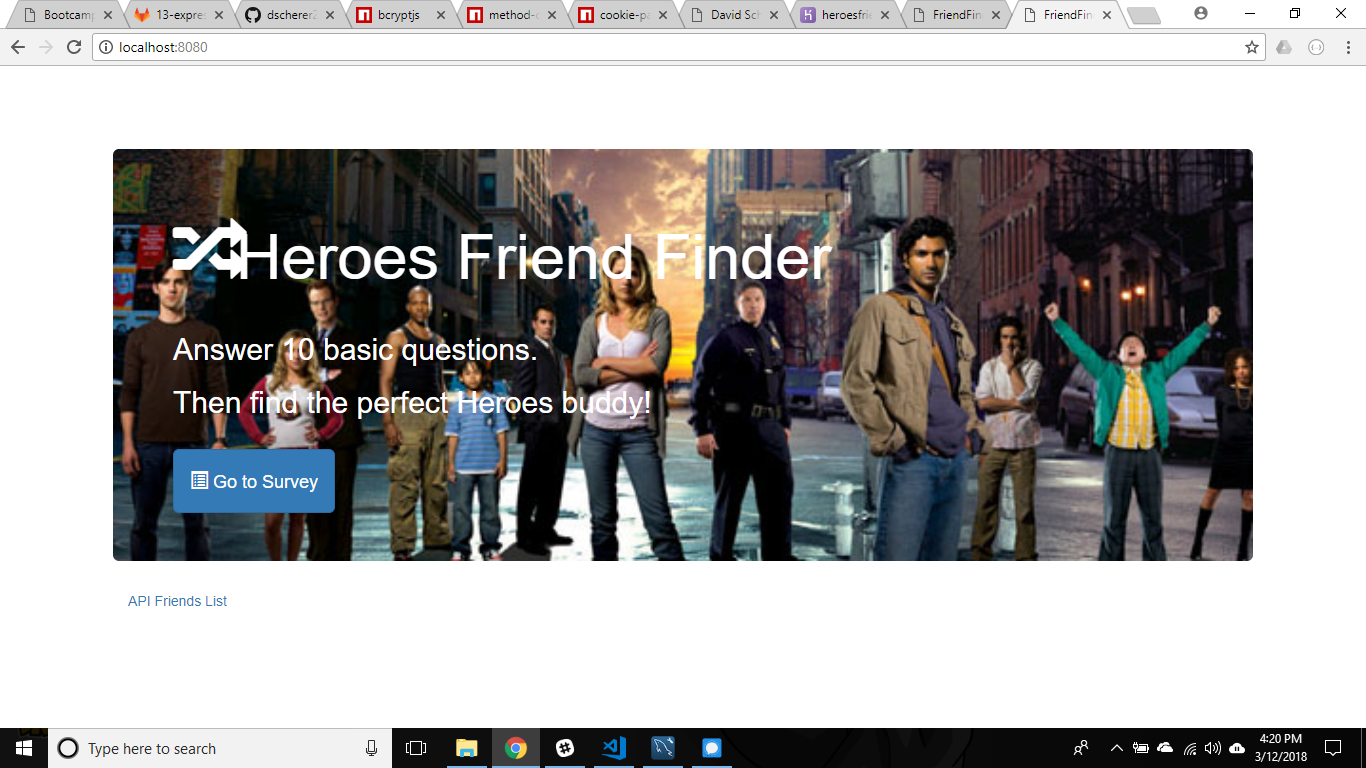 Bootcamp
13-expre
dscherer2
bcryptjs
method-o
cookie-pa
David Sch
heroesfrie
FriendFin
FriendFin
localhost:8080
Heroes Friend Finder
Answer 10 basic questions.
Then find the perfect Heroes buddy!
Go to Survey
API Friends List
Type here to search
4:20 PM
3/12/2018